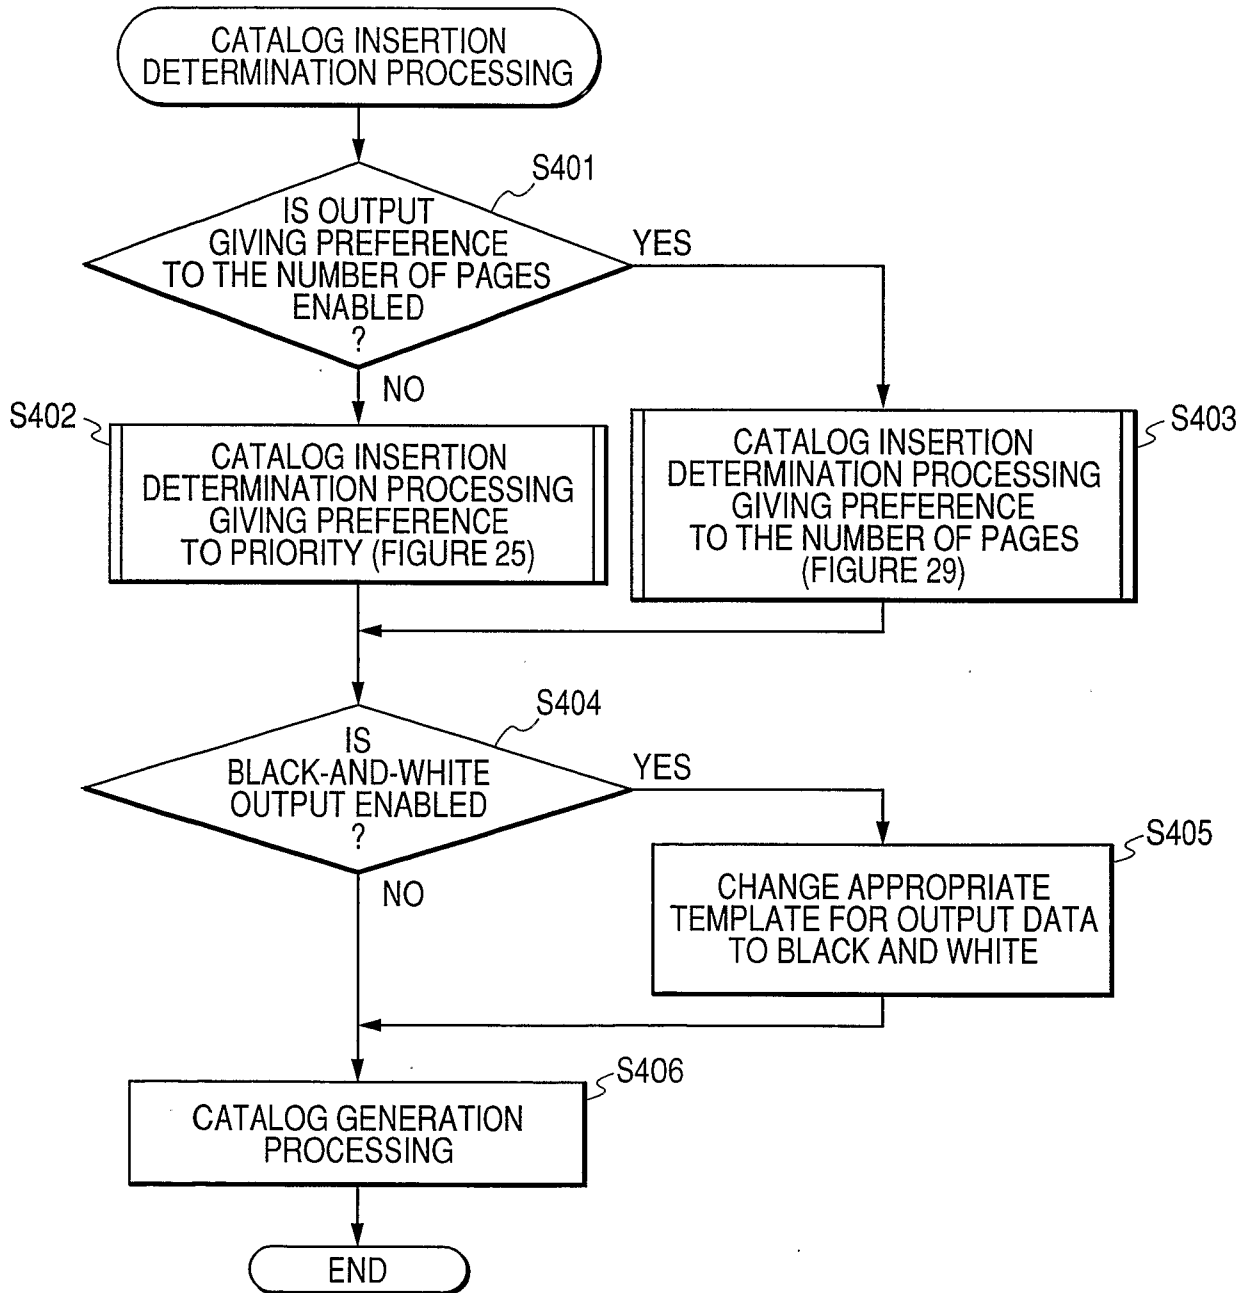 CATALOG INSERTION
DETERMINATION PROCESSING
S401
IS OUTPUT
GIVING PREFERENCE
TO THE NUMBER OF PAGES
ENABLED
?
YES
NO
S402
CATALOG INSERTION
DETERMINATION PROCESSING
GIVING PREFERENCE
TO PRIORITY (FIGURE 25)
S403
CATALOG INSERTION
DETERMINATION PROCESSING
GIVING PREFERENCE
TO THE NUMBER OF PAGES
(FIGURE 29)
S404
IS
BLACK-AND-WHITE
OUTPUT ENABLED
?
YES
NO
S405
CHANGE APPROPRIATE
TEMPLATE FOR OUTPUT DATA
TO BLACK AND WHITE
S406
CATALOG GENERATION
PROCESSING
END